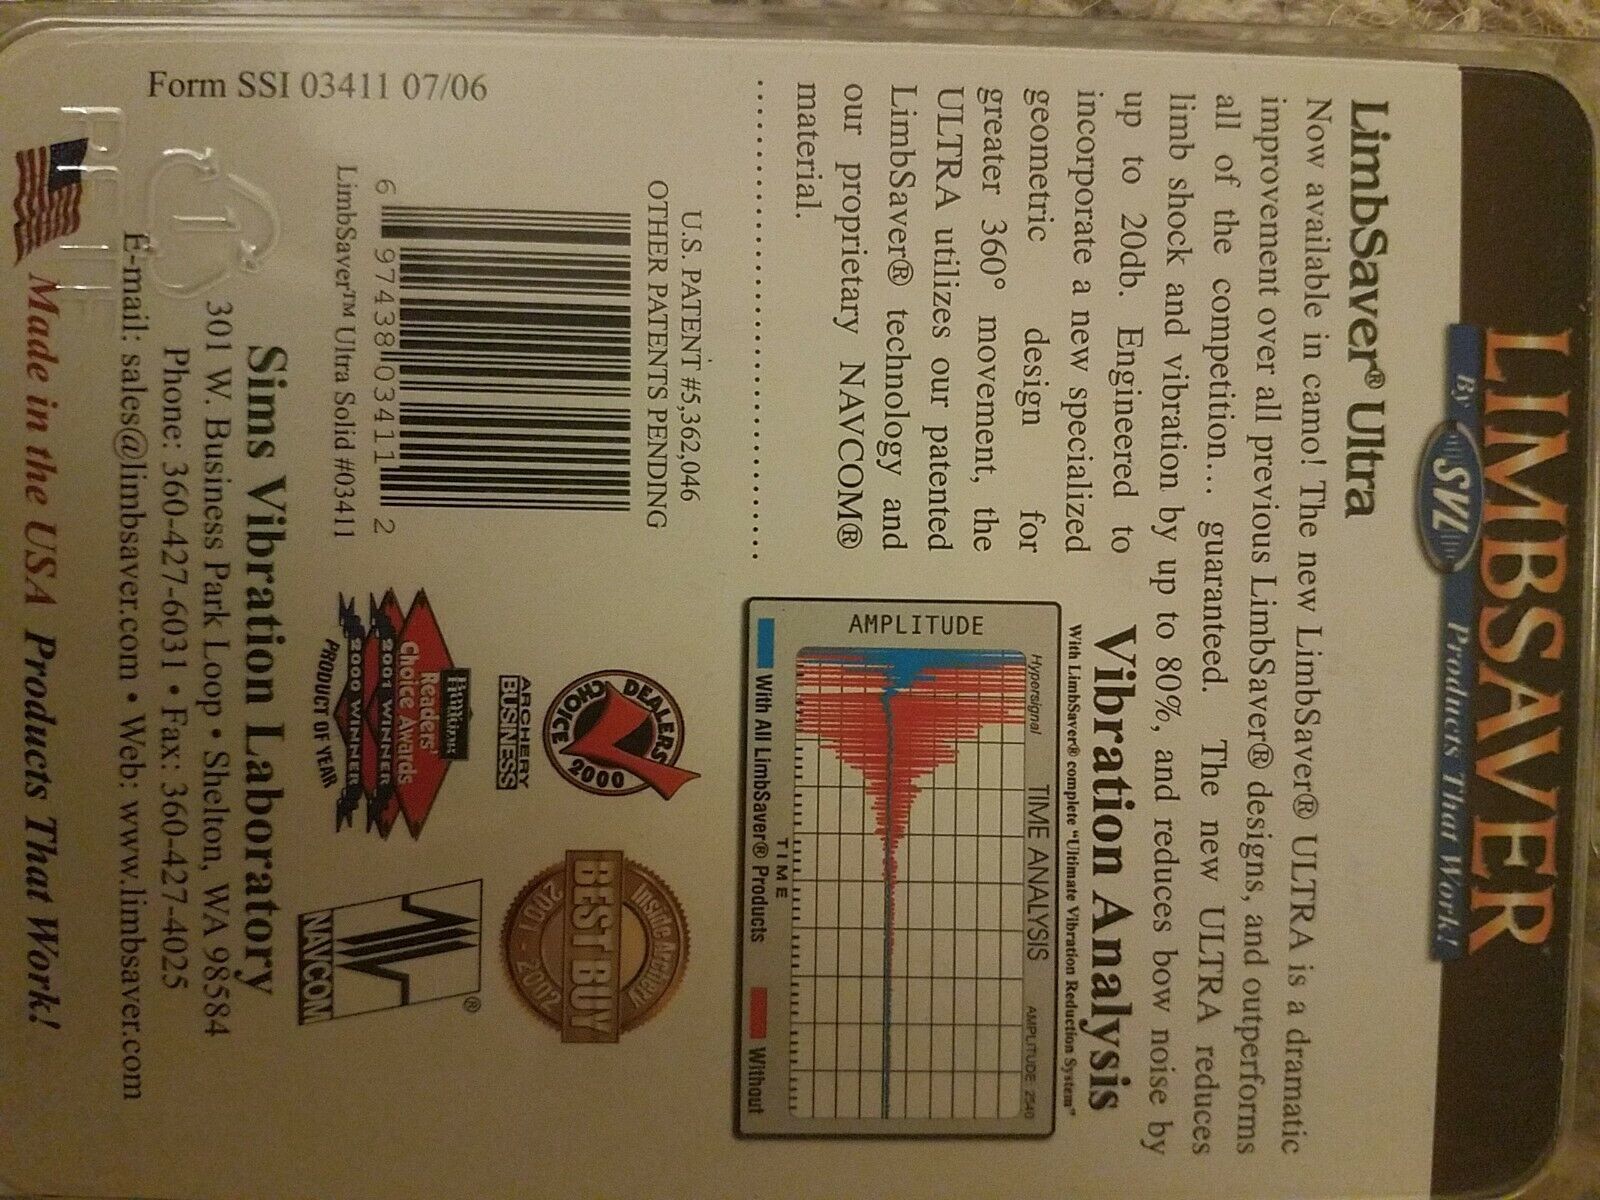 LIMBSAVER
By SVL Products That Work!
LimbSaver® Ultra
Now available in camo! The new LimbSaver® ULTRA is a dramatic
improvement over all previous LimbSaver® designs, and outperforms
all of the competition... guaranteed. The new ULTRA reduces
limb shock and vibration by up to 80%, and reduces bow noise by
up to 20db. Engineered to
incorporate a new specialized
geometric design for
greater 360° movement, the
ULTRA utilizes our patented
LimbSaver® technology and
our proprietary NAVCOM®
material.
Vibration Analysis
With LimbSaver® complete "Ultimate Vibration Reduction System"
Hypersignal TIME ANALYSIS AMPLITUDE 2540
AMPLITUDE
TIME
With All LimbSaver® Products Without
U.S. PATENT #5,362,046
OTHER PATENTS PENDING
6 97438 03411 2
LimbSaver™ Ultra Solid #03411
DEALERS CHOICE 2000
ARCHERY BUSINESS
Readers'
Choice Awards
2001 WINNER
2000 WINNER
PRODUCT OF YEAR
Inside Archery
BEST BUY
2001 - 2002
NAVCOM®
Sims Vibration Laboratory
301 W. Business Park Loop • Shelton, WA 98584
Phone: 360-427-6031 • Fax: 360-427-4025
E-mail: sales@limbsaver.com • Web: www.limbsaver.com
Made in the USA Products That Work!
Form SSI 03411 07/06
1
PETE